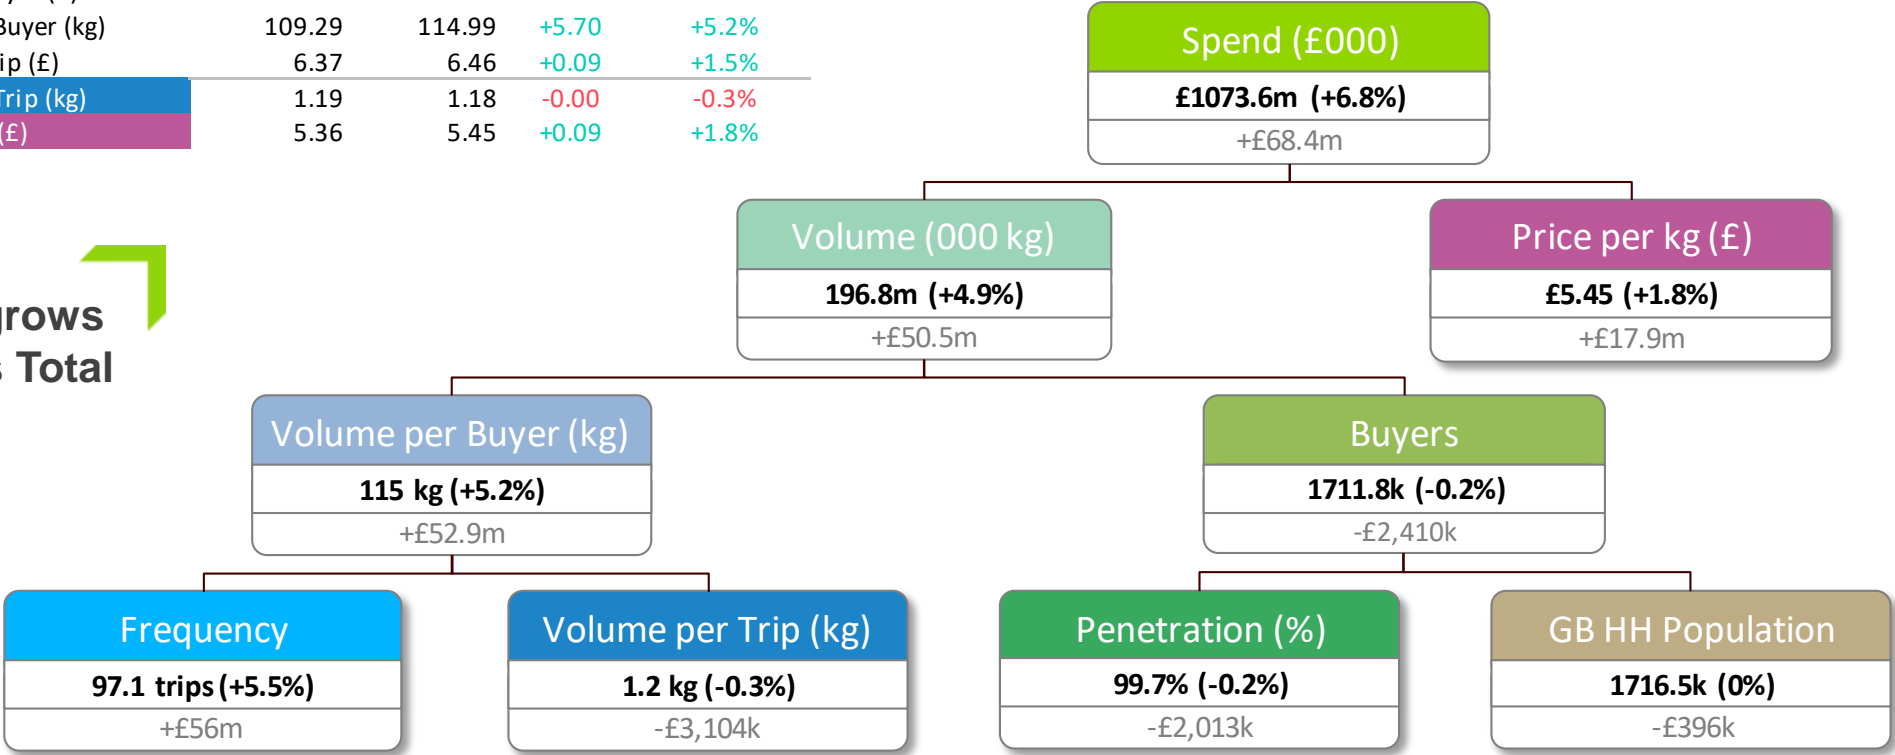 Buyer (kg) 109.29 114.99 +5.70 +5.2%
ip (£) 6.37 6.46 +0.09 +1.5%
Trip (kg) 1.19 1.18 -0.00 -0.3%
(£) 5.36 5.45 +0.09 +1.8%
Spend (£000)
£1073.6m (+6.8%)
+£68.4m
Volume (000 kg)
196.8m (+4.9%)
+£50.5m
Price per kg (£)
£5.45 (+1.8%)
+£17.9m
grows
s Total
Volume per Buyer (kg)
115 kg (+5.2%)
+£52.9m
Buyers
1711.8k (-0.2%)
-£2,410k
Frequency
97.1 trips (+5.5%)
+£56m
Volume per Trip (kg)
1.2 kg (-0.3%)
-£3,104k
Penetration (%)
99.7% (-0.2%)
-£2,013k
GB HH Population
1716.5k (0%)
-£396k